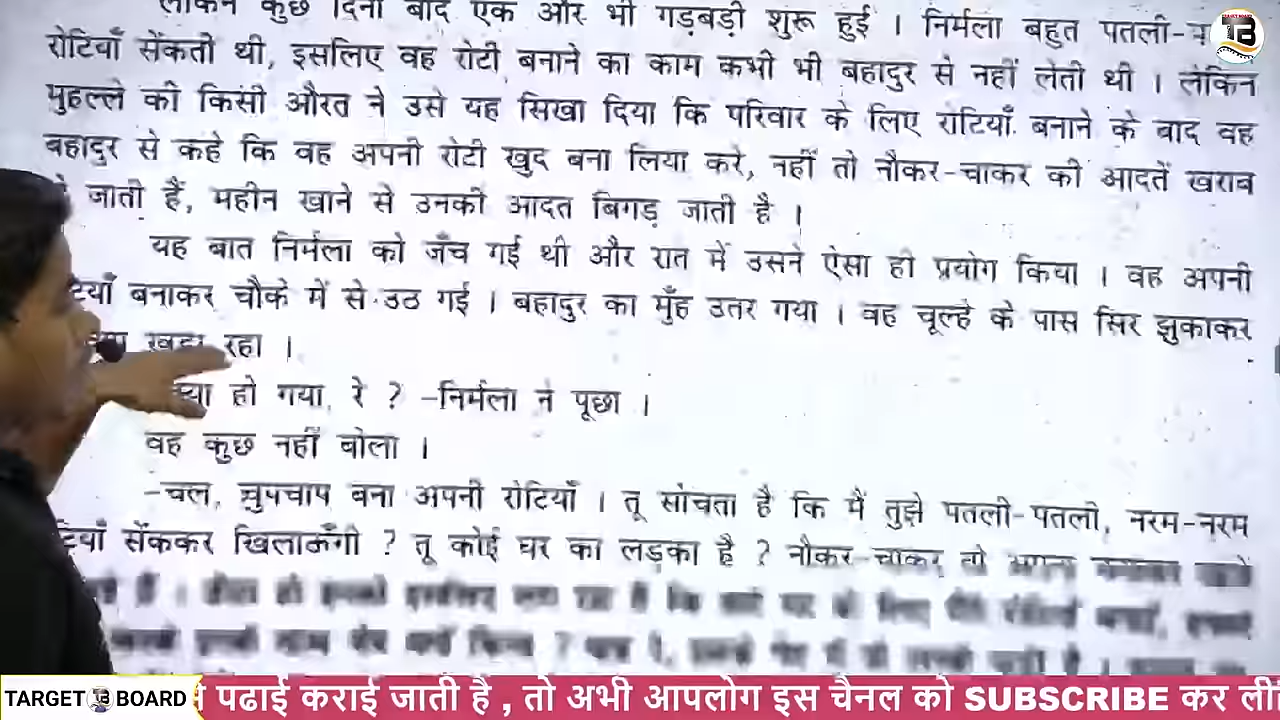 लेकिन कुछ दिनों बाद एक और भी गड़बड़ी शुरू हुई । निर्मला बहुत पतली-
रोटियाँ सेंकती थी, इसलिए वह रोटी बनाने का काम कभी भी बहादुर से नहीं लेती थी । लेकिन
मुहल्ले की किसी औरत ने उसे यह सिखा दिया कि परिवार के लिए रोटियाँ बनाने के बाद वह
बहादुर से कहे कि वह अपनी रोटी खुद बना लिया करे, नहीं तो नौकर-चाकर की आदतें खराब
जाती हैं, महीन खाने से उनकी आदत बिगड़ जाती है ।
यह बात निर्मला को जँच गई थी और रात में उसने ऐसा ही प्रयोग किया । वह अपनी
टियाँ बनाकर चौके में से उठ गई । बहादुर का मुँह उतर गया । वह चूल्हे के पास सिर झुकाकर
खड़ा रहा ।
क्या हो गया, रे ? -निर्मला ने पूछा ।
वह कुछ नहीं बोला ।
-चल, चुपचाप बना अपनी रोटियाँ । तू सोचता है कि मैं तुझे पतली-पतली, नरम-नरम
टियाँ सेंककर खिलाऊँगी ? तू कोई घर का लड़का है ? नौकर-चाकर तो अपना
TARGET TB BOARD
पढाई कराई जाती है , तो अभी आपलोग इस चैनल को SUBSCRIBE कर लीं